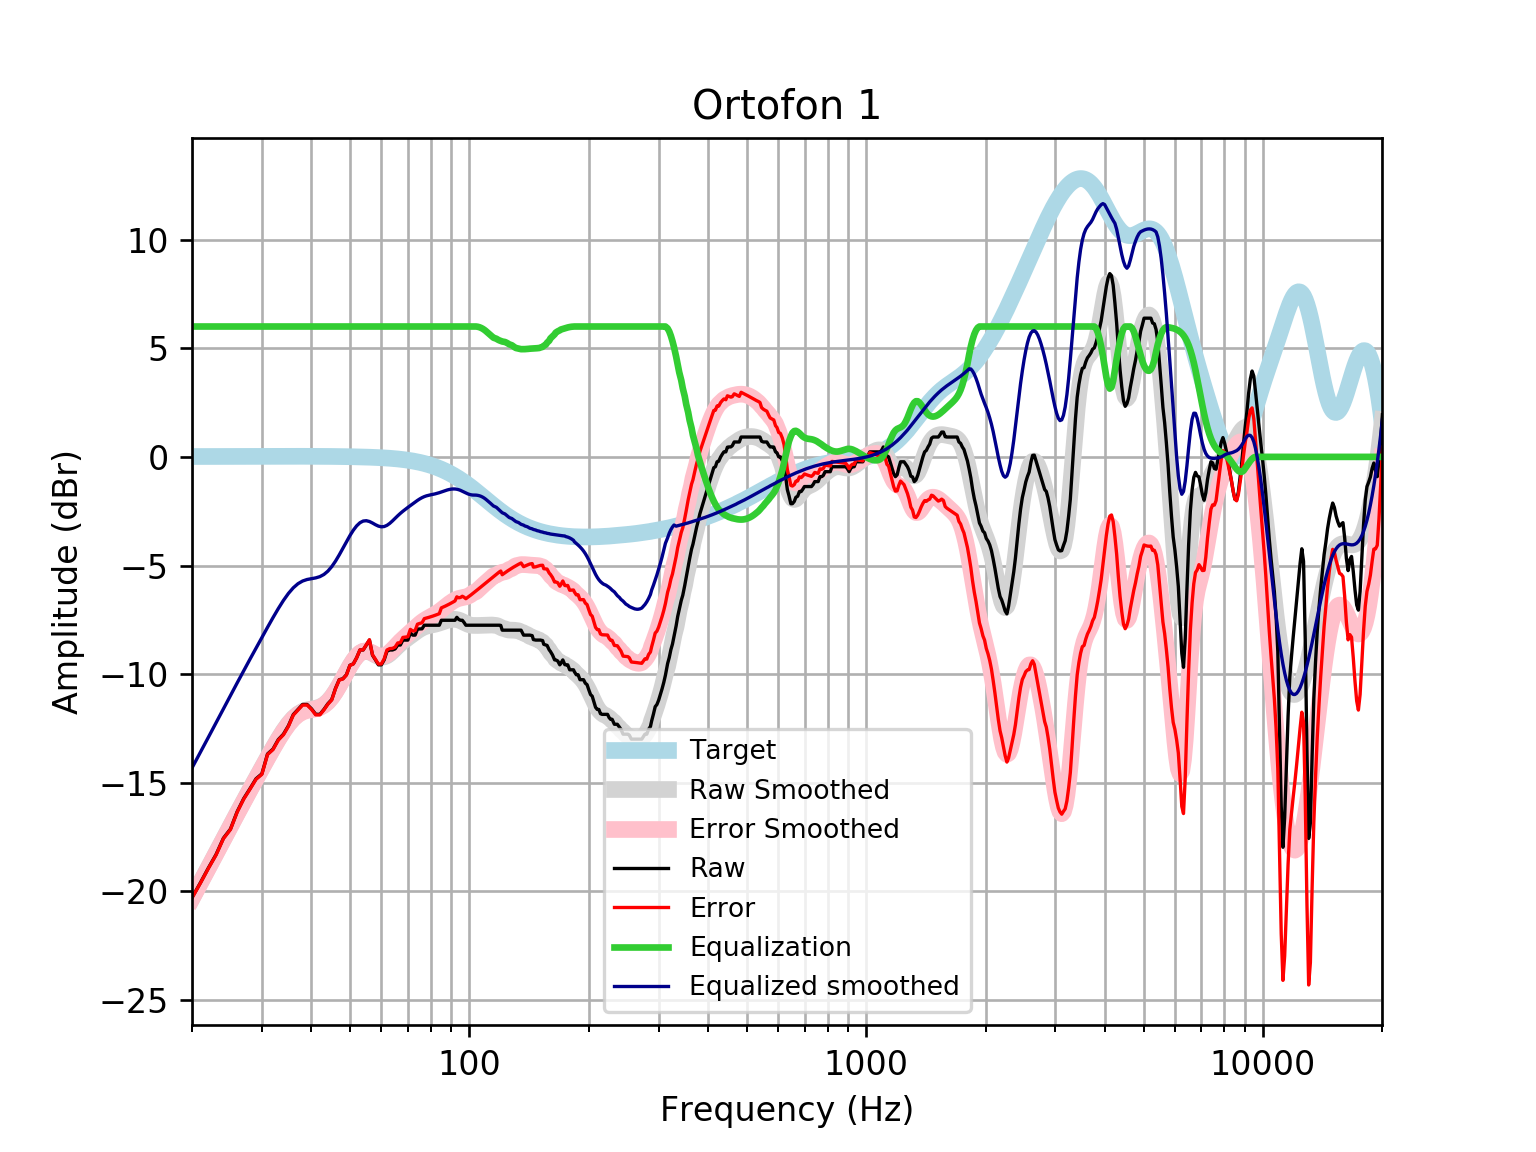 Ortofon 1
Amplitude (dBr)
10
5
0
−5
−10
−15
−20
−25
Target
Raw Smoothed
Error Smoothed
Raw
Error
Equalization
Equalized smoothed
100 1000 10000
Frequency (Hz)